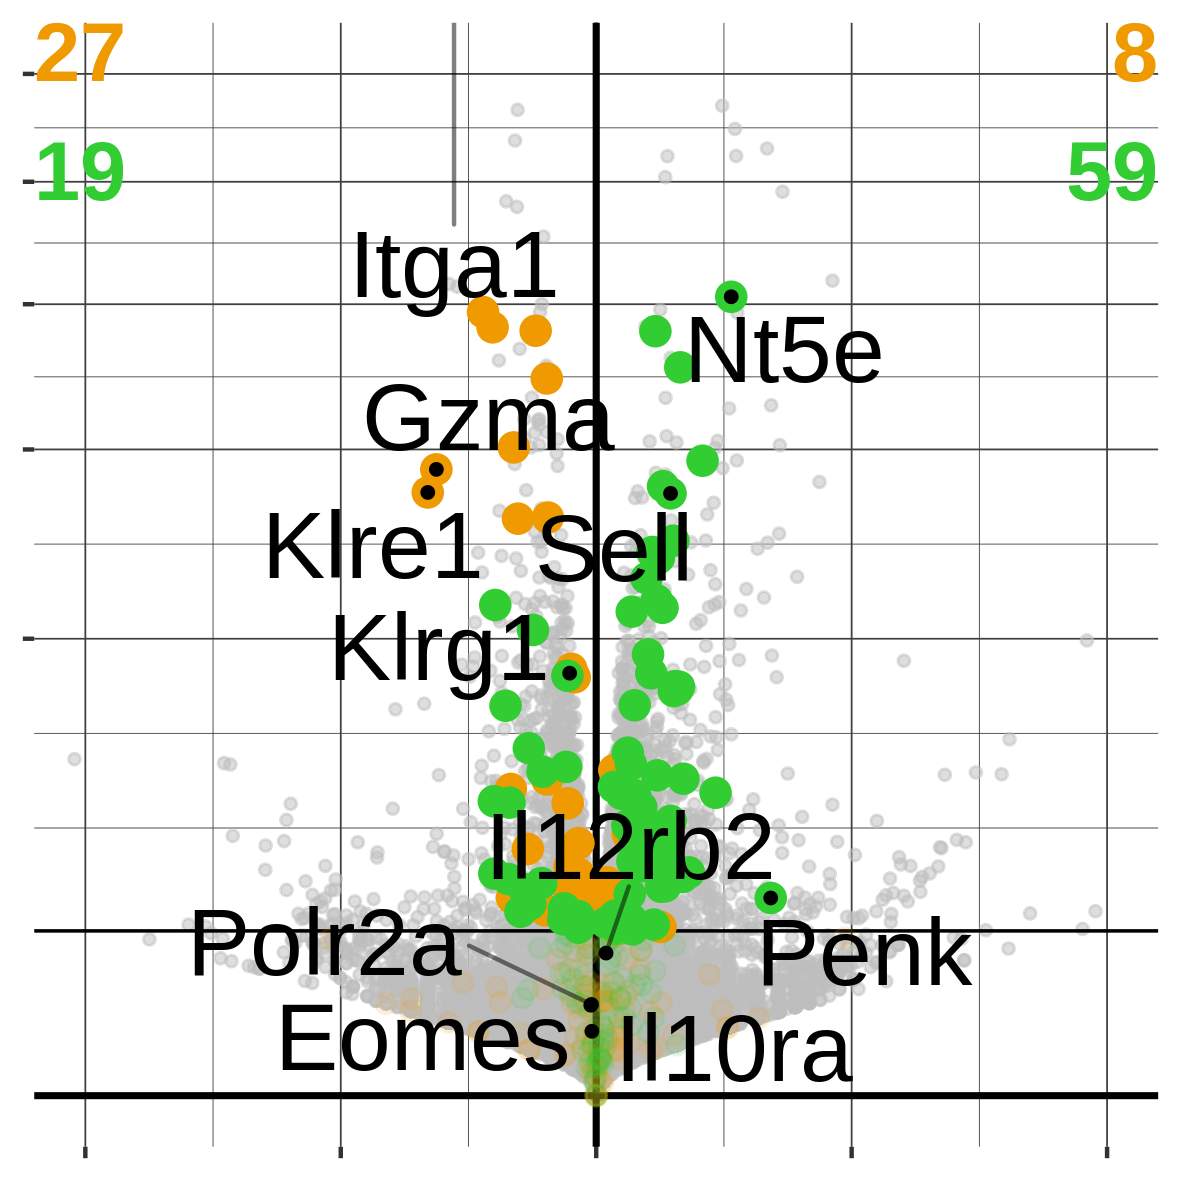 27 8
19 59
Itga1
Nt5e
Gzma
Klre1 Sell
Klrg1
Il12rb2
Polr2a Penk
Eomes Il10ra